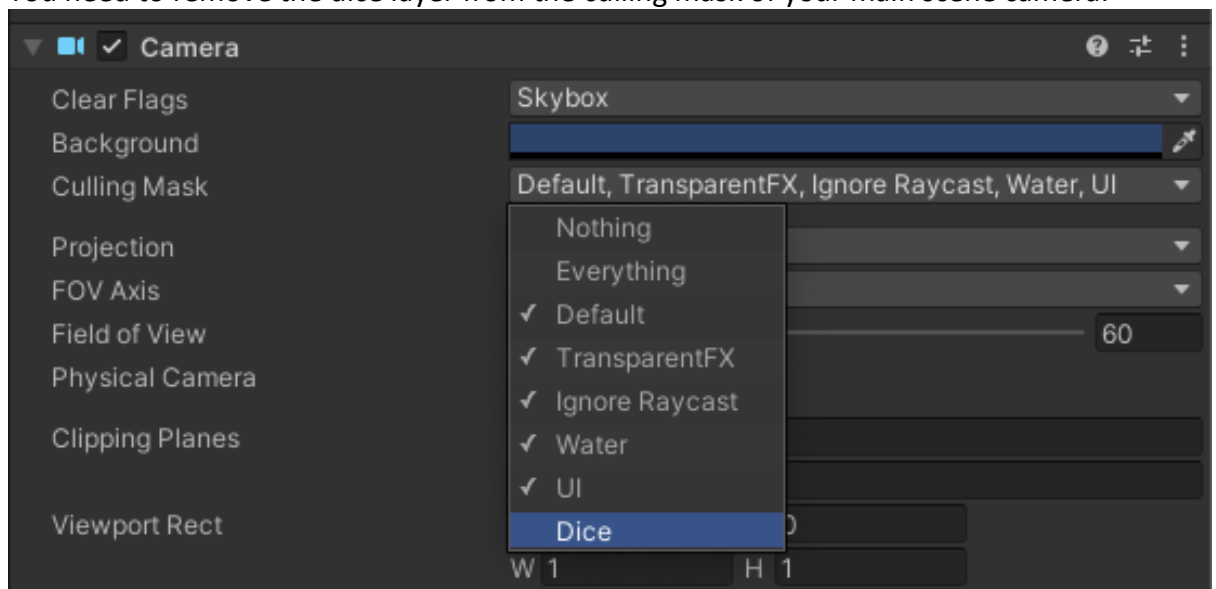 You need to remove the dice layer from the culling mask of your main scene camera.
Camera
Clear Flags Skybox
Background
Culling Mask Default, TransparentFX, Ignore Raycast, Water, UI
Nothing
Projection
Everything
FOV Axis
Default
Field of View 60
TransparentFX
Physical Camera
Ignore Raycast
Clipping Planes
Water
UI
Viewport Rect
Dice
W 1 H 1